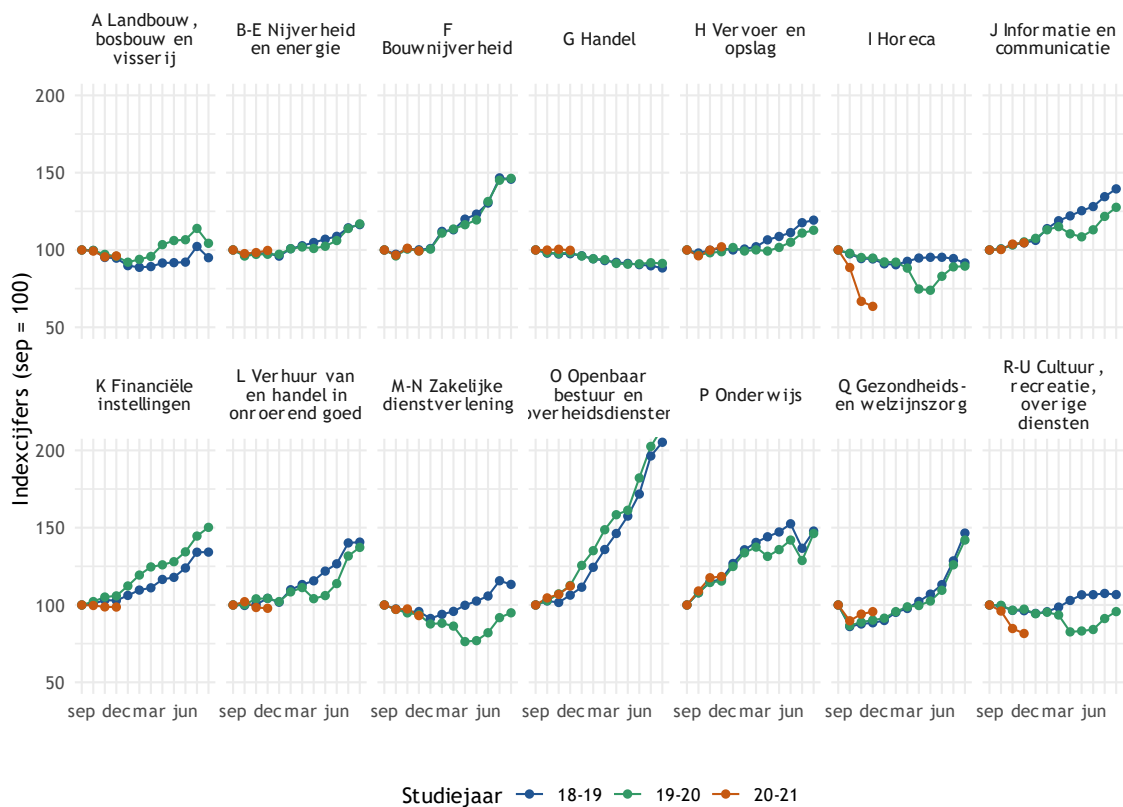 A Landbouw,
bosbouw en
visserij
B-E Nijverheid
en energie
F
Bouwnijverheid
G Handel
H Vervoer en
opslag
I Horeca
J Informatie en
communicatie
200
150
100
50
K Financiële
instellingen
L Verhuur van
en handel in
onroerend goed
M-N Zakelijke
dienstverlening
O Openbaar
bestuur en
overheidsdiensten
P Onderwijs
Q Gezondheids-
en welzijnszorg
R-U Cultuur,
recreatie,
overige
diensten
200
150
100
50
Indexcijfers (sep = 100)
sep dec mar jun sep dec mar jun sep dec mar jun sep dec mar jun sep dec mar jun sep dec mar jun sep dec mar jun
Studiejaar 18-19 19-20 20-21